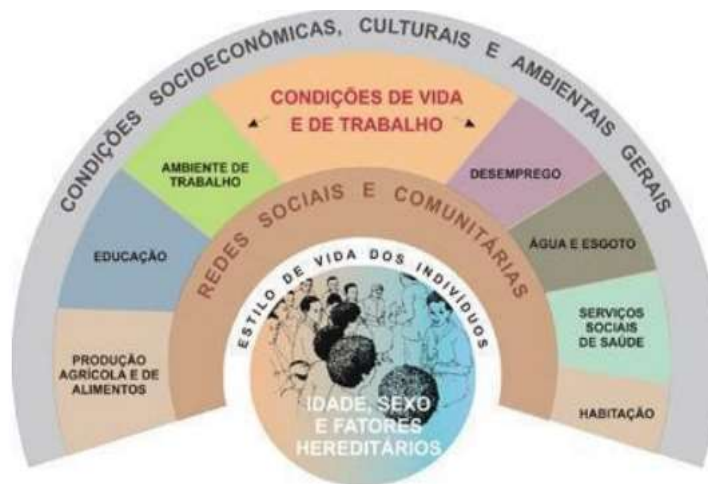 CONDIÇÕES SOCIOECONÔMICAS, CULTURAIS E AMBIENTAIS GERAIS
CONDIÇÕES DE VIDA
E DE TRABALHO
AMBIENTE DE
TRABALHO
DESEMPREGO
REDES SOCIAIS E COMUNITÁRIAS
EDUCAÇÃO
ÁGUA E ESGOTO
ESTILO DE VIDA DOS INDIVÍDUOS
SERVIÇOS
SOCIAIS
DE SAÚDE
PRODUÇÃO
AGRÍCOLA E DE
ALIMENTOS
HABITAÇÃO
IDADE, SEXO
E FATORES
HEREDITÁRIOS